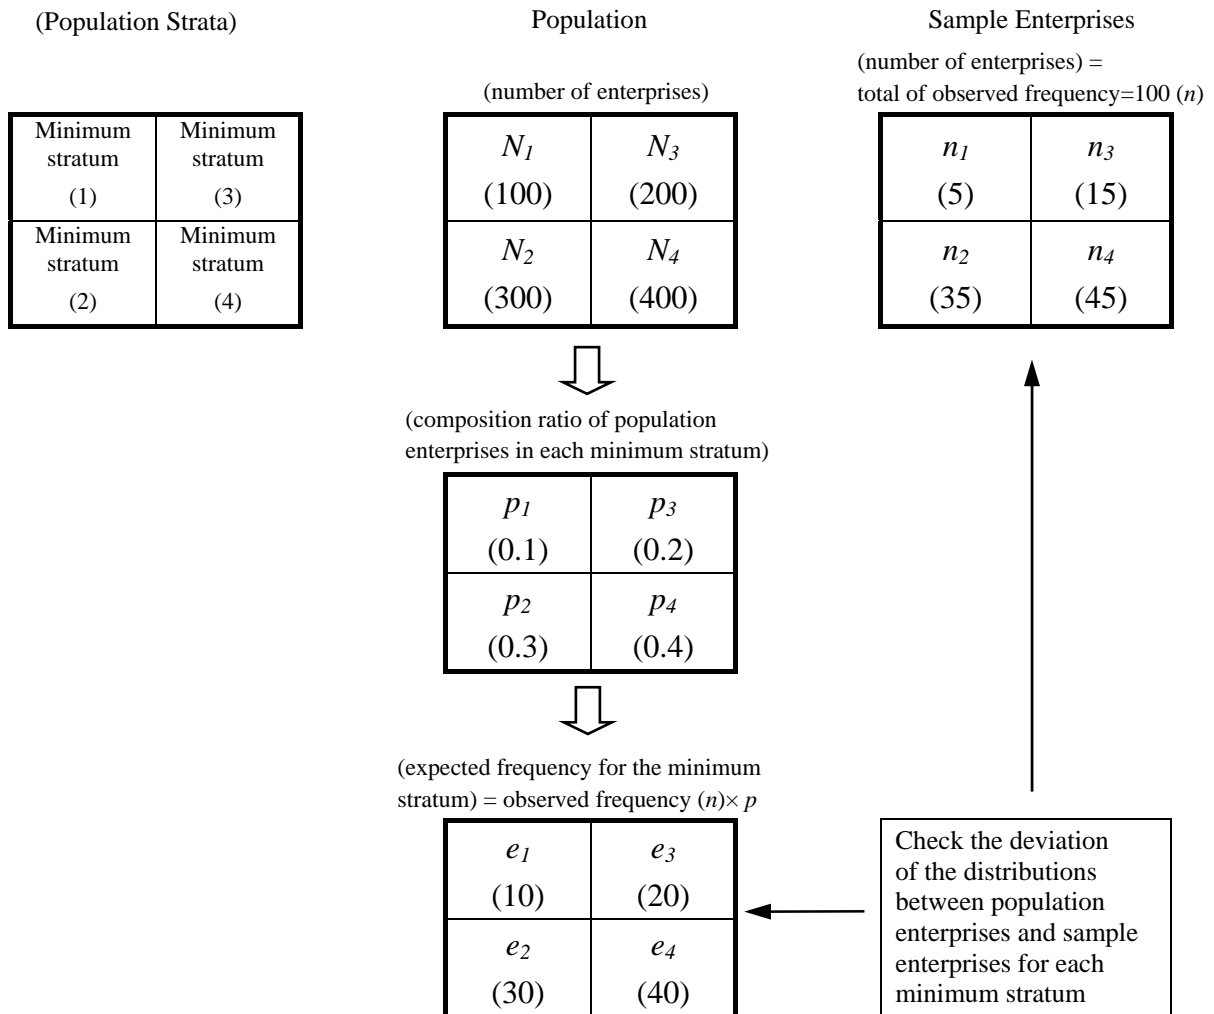 (Population Strata)
Population
Sample Enterprises
(number of enterprises)
(number of enterprises) =
total of observed frequency=100 (n)
Minimum
stratum
(1)
Minimum
stratum
(3)
Minimum
stratum
(2)
Minimum
stratum
(4)
N1
(100)
N3
(200)
N2
(300)
N4
(400)
n1
(5)
n3
(15)
n2
(35)
n4
(45)
(composition ratio of population
enterprises in each minimum stratum)
p1
(0.1)
p3
(0.2)
p2
(0.3)
p4
(0.4)
(expected frequency for the minimum
stratum) = observed frequency (n)× p
e1
(10)
e3
(20)
e2
(30)
e4
(40)
Check the deviation
of the distributions
between population
enterprises and sample
enterprises for each
minimum stratum